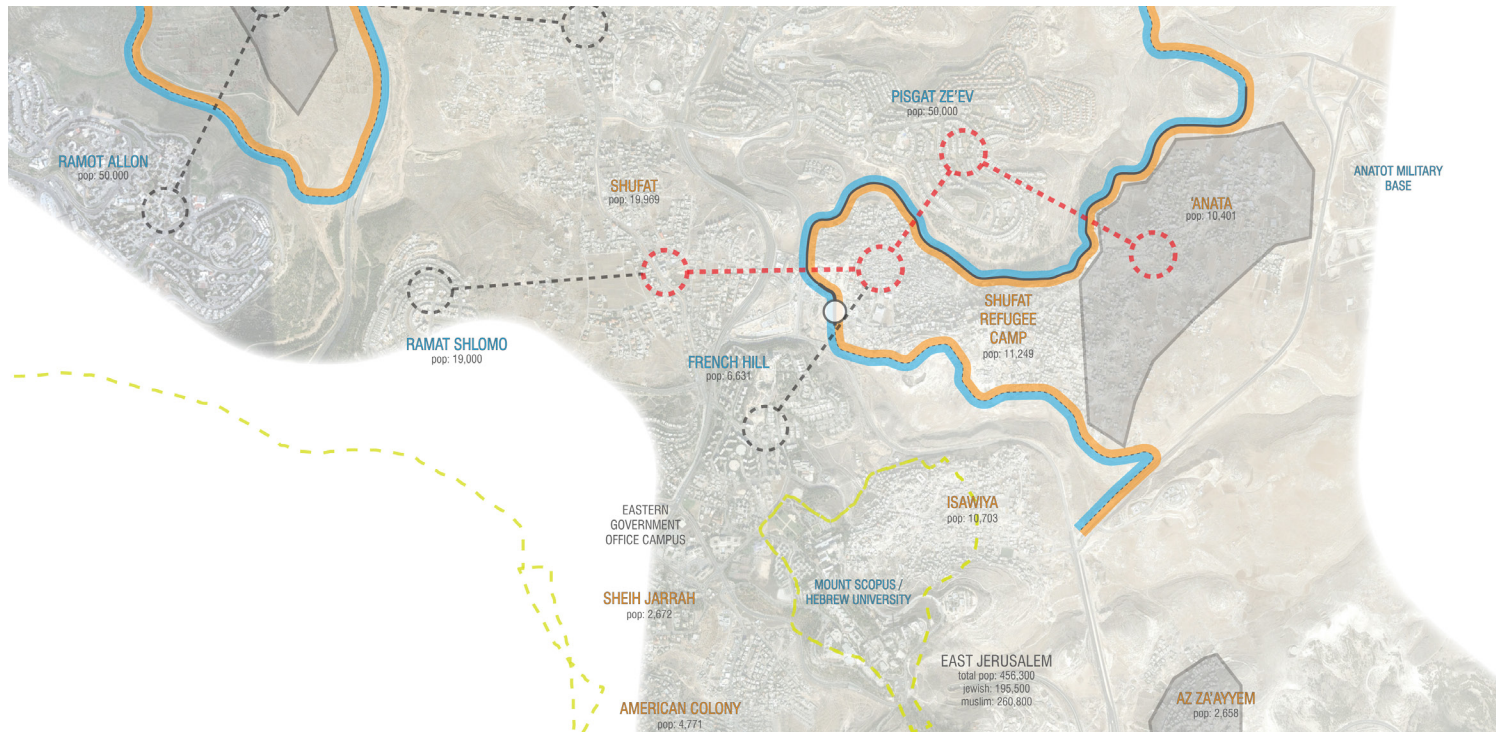 PISGAT ZE'EV
pop: 50,000
RAMOT ALLON
pop: 50,000
ANATOT MILITARY
BASE
SHUFAT
pop: 19,969
'ANATA
pop: 10,401
SHUFAT
REFUGEE
CAMP
pop: 11,249
RAMAT SHLOMO
pop: 19,000
FRENCH HILL
pop: 6,631
ISAWIYA
pop: 10,703
EASTERN
GOVERNMENT
OFFICE CAMPUS
MOUNT SCOPUS /
HEBREW UNIVERSITY
SHEIH JARRAH
pop: 2,672
EAST JERUSALEM
total pop: 456,300
jewish: 195,500
muslim: 260,800
AZ ZA'AYYEM
pop: 2,658
AMERICAN COLONY
pop: 4,771